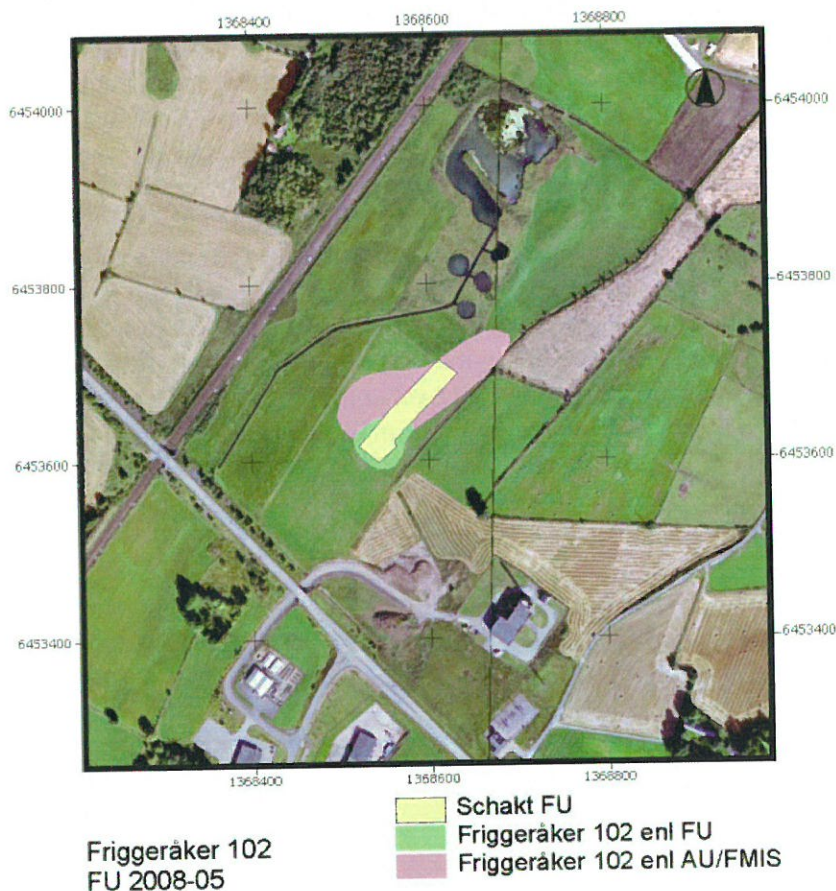 1368400 1368600 1368800
6454000 6454000
6453800 6453800
6453600 6453600
6453400 6453400
1368400 1368600 1368800
Schakt FU
Friggeråker 102 enl FU
Friggeråker 102 enl AU/FMIS
Friggeråker 102
FU 2008-05